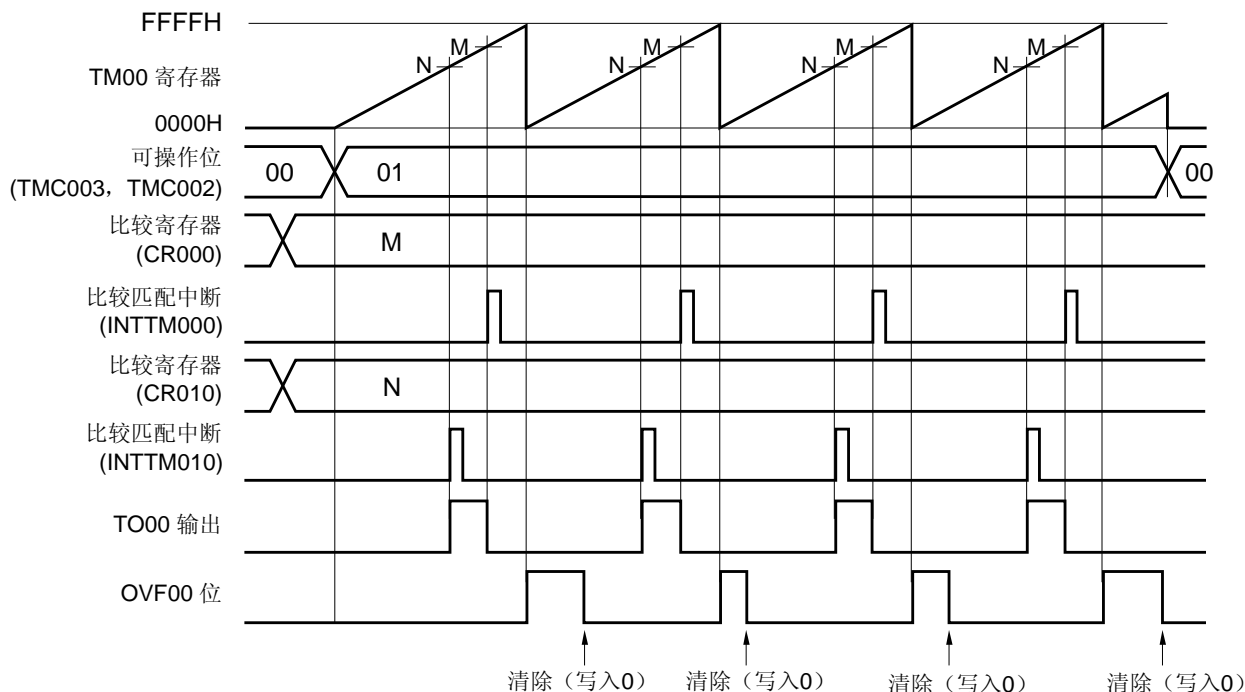 FFFFH
M
M
M
M
N
N
N
N
TM00 寄存器
0000H
可操作位
(TMC003，TMC002)
00
01
00
比较寄存器
(CR000)
M
比较匹配中断
(INTTM000)
比较寄存器
(CR010)
N
比较匹配中断
(INTTM010)
TO00 输出
OVF00 位
清除（写入0）
清除（写入0）
清除（写入0）
清除（写入0）